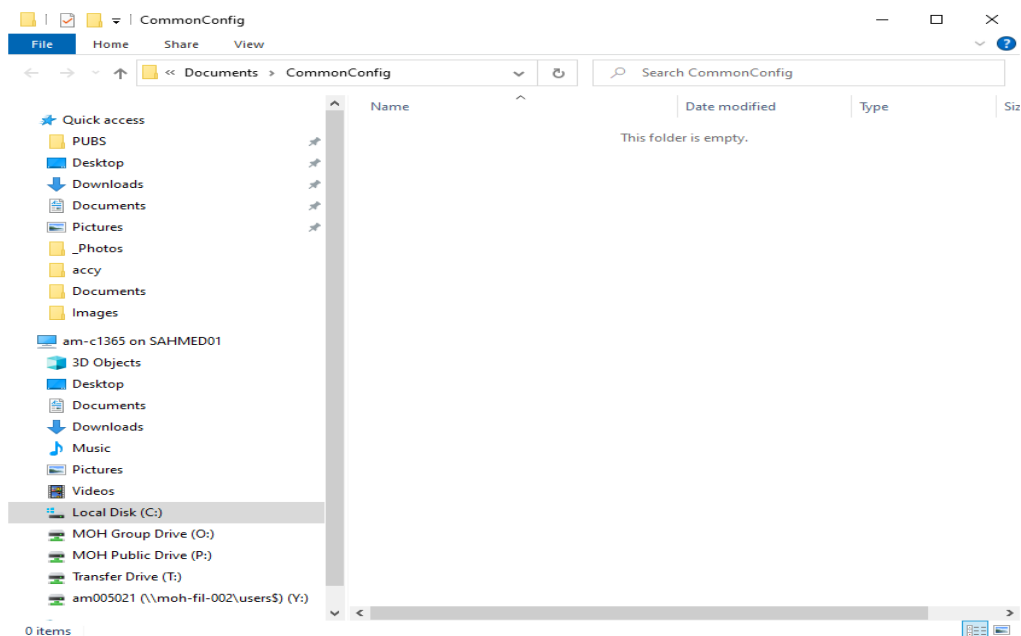 CommonConfig
File Home Share View
?
« Documents > CommonConfig
Search CommonConfig
Name Date modified Type Siz
This folder is empty.
Quick access
PUBS
Desktop
Downloads
Documents
Pictures
_Photos
accy
Documents
Images
am-c1365 on SAHMED01
3D Objects
Desktop
Documents
Downloads
Music
Pictures
Videos
Local Disk (C:)
MOH Group Drive (O:)
MOH Public Drive (P:)
Transfer Drive (T:)
am005021 (\\moh-fil-002\users$) (Y:)
0 items